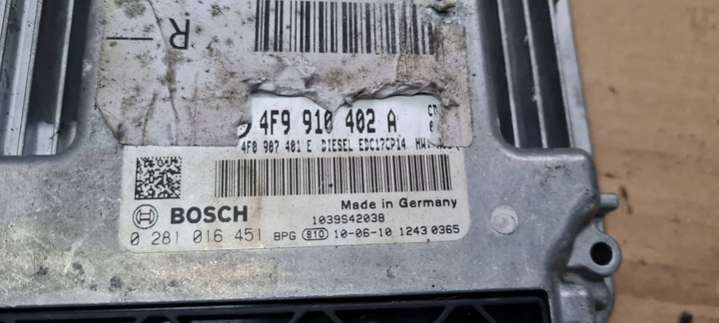 R
4F9 910 402 A
4F0 907 401 E DIESEL EDC17CP14
Made in Germany
BOSCH
1039S42038
0 281 016 451 BPG 810 10-06-10 1243 0365